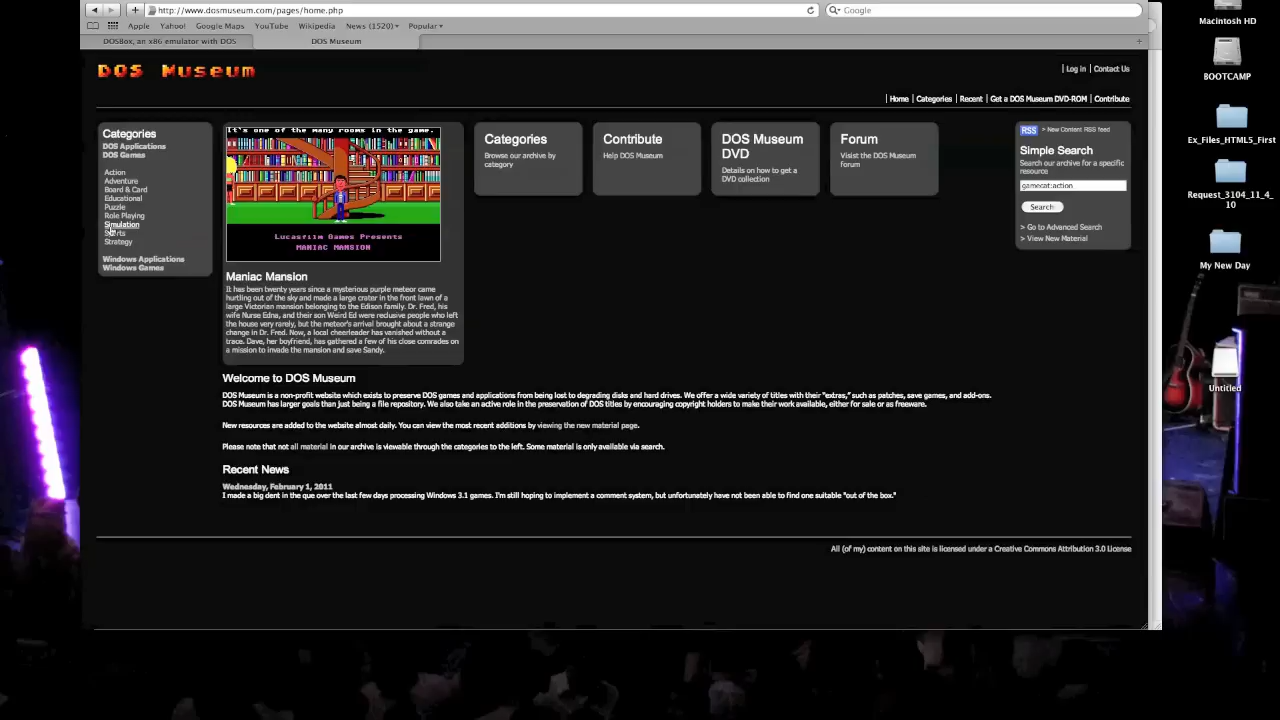 http://www.dosmuseum.com/pages/home.php
Google
Apple Yahoo! Google Maps YouTube Wikipedia News (1520) Popular
DOSBox, an x86 emulator with DOS
DOS Museum
DOS Museum
Log in
Contact Us
Home
Categories
Recent
Get a DOS Museum DVD-ROM
Contribute
Categories
DOS Applications
DOS Games
Action
Adventure
Board & Card
Educational
Puzzle
Role Playing
Simulation
Sports
Strategy
Windows Applications
Windows Games
It's one of the many rooms in the game.
Lucasfilm Games Presents
MANIAC MANSION
Maniac Mansion
It has been twenty years since a mysterious purple meteor came
hurtling out of the sky and made a large crater in the front lawn of a
large Victorian mansion belonging to the Edison family. Dr. Fred, his
wife Nurse Edna, and their son Weird Ed were reclusive people who left
the house very rarely, but the meteor's arrival brought about a strange
change in Dr. Fred. Now, a local cheerleader has vanished without a
trace. Dave, her boyfriend, has gathered a few of his close comrades on
a mission to invade the mansion and save Sandy.
Categories
Browse our archive by
category
Contribute
Help DOS Museum
DOS Museum
DVD
Details on how to get a
DVD collection
Forum
Visist the DOS Museum
forum
RSS
> New Content RSS feed
Simple Search
Search our archive for a specific
resource
gamecat:action
Search
> Go to Advanced Search
> View New Material
Welcome to DOS Museum
DOS Museum is a non-profit website which exists to preserve DOS games and applications from being lost to degrading disks and hard drives. We offer a wide variety of titles with their "extras," such as patches, save games, and add-ons.
DOS Museum has larger goals than just being a file repository. We also take an active role in the preservation of DOS titles by encouraging copyright holders to make their work available, either for sale or as freeware.
New resources are added to the website almost daily. You can view the most recent additions by viewing the new material page.
Please note that not all material in our archive is viewable through the categories to the left. Some material is only available via search.
Recent News
Wednesday, February 1, 2011
I made a big dent in the que over the last few days processing Windows 3.1 games. I'm still hoping to implement a comment system, but unfortunately have not been able to find one suitable "out of the box."
All (of my) content on this site is licensed under a Creative Commons Attribution 3.0 License
Macintosh HD
BOOTCAMP
Ex_Files_HTML5_First
Request_3104_11_4_
10
My New Day
Untitled